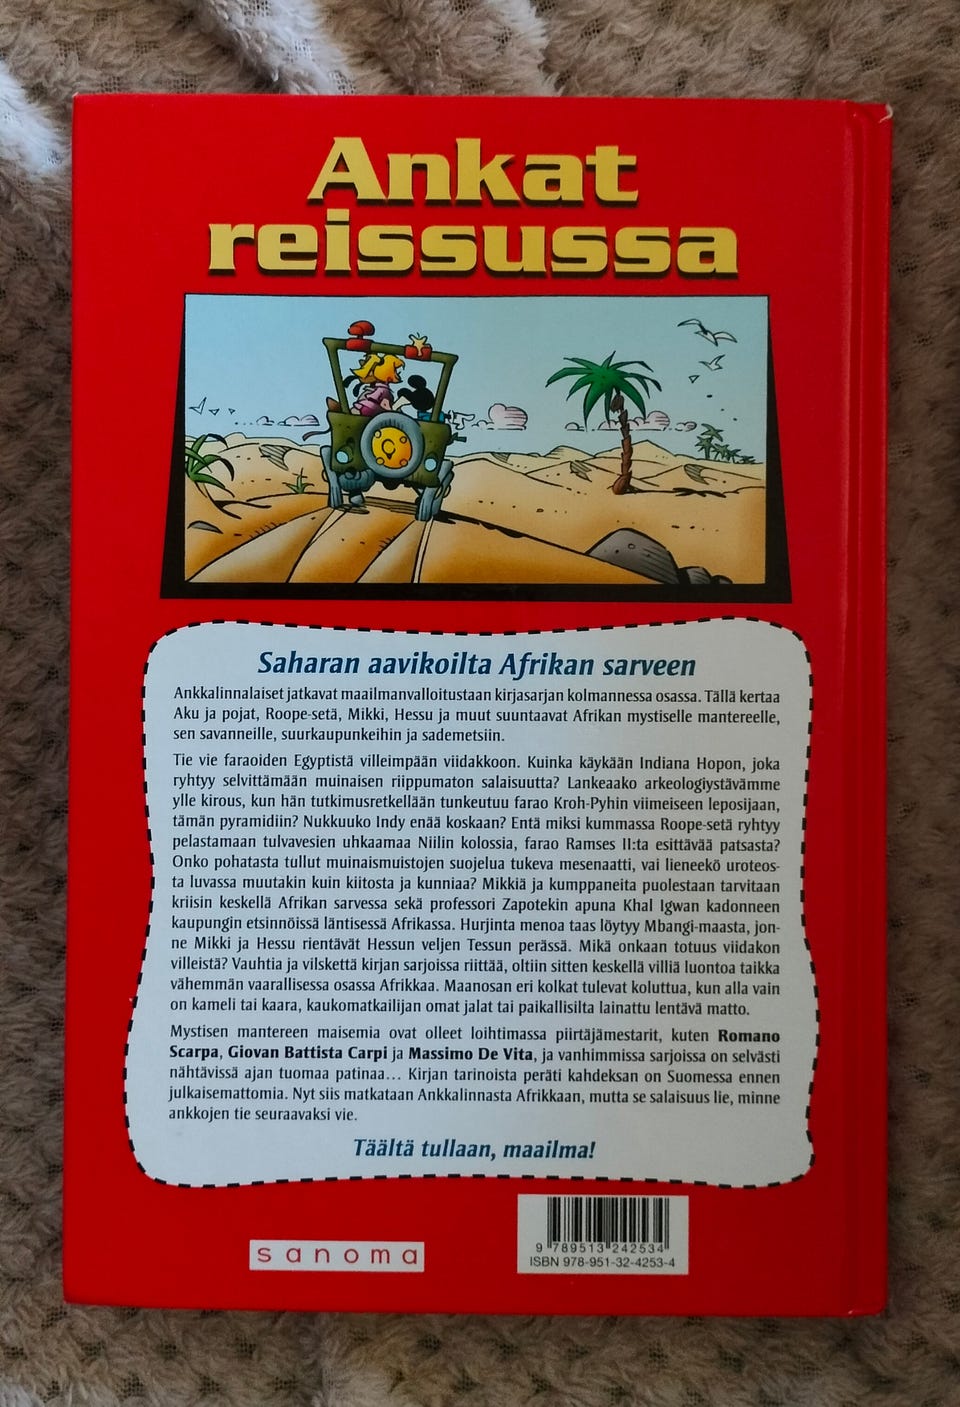 Ankat
reissussa
Saharan aavikoilta Afrikan sarveen
Ankkalinnalaiset jatkavat maailmanvalloitustaan kirjasarjan kolmannessa osassa. Tällä kertaa
Aku ja pojat, Roope-setä, Mikki, Hessu ja muut suuntaavat Afrikan mystiselle mantereelle,
sen savanneille, suurkaupunkeihin ja sademetsiin.
Tie vie faraoiden Egyptistä villeimpään viidakkoon. Kuinka käykään Indiana Hopon, joka
ryhtyy selvittämään muinaisen riippumaton salaisuutta? Lankeaako arkeologiystävämme
ylle kirous, kun hän tutkimusretkellään tunkeutuu farao Kroh-Pyhin viimeiseen leposijaan,
tämän pyramidiin? Nukkuuko Indy enää koskaan? Entä miksi kummassa Roope-setä ryhtyy
pelastamaan tulvavesien uhkaamaa Niilin kolossia, farao Ramses II:ta esittävää patsasta?
Onko pohatasta tullut muinaismuistojen suojelua tukeva mesenaatti, vai lieneekö uroteos-
ta luvassa muutakin kuin kiitosta ja kunniaa? Mikkiä ja kumppaneita puolestaan tarvitaan
kriisin keskellä Afrikan sarvessa sekä professori Zapotekin apuna Khal Igwan kadonneen
kaupungin etsinnöissä läntisessä Afrikassa. Hurjinta menoa taas löytyy Mbangi-maasta, jon-
ne Mikki ja Hessu rientävät Hessun veljen Tessun perässä. Mikä onkaan totuus viidakon
villeistä? Vauhtia ja vilskettä kirjan sarjoissa riittää, oltiin sitten keskellä villiä luontoa taikka
vähemmän vaarallisessa osassa Afrikkaa. Maanosan eri kolkat tulevat koluttua, kun alla vain
on kameli tai kaara, kaukomatkailijan omat jalat tai paikallisilta lainattu lentävä matto.
Mystisen mantereen maisemia ovat olleet loihtimassa piirtäjämestarit, kuten Romano
Scarpa, Giovan Battista Carpi ja Massimo De Vita, ja vanhimmissa sarjoissa on selvästi
nähtävissä ajan tuomaa patinaa... Kirjan tarinoista peräti kahdeksan on Suomessa ennen
julkaisemattomia. Nyt siis matkataan Ankkalinnasta Afrikkaan, mutta se salaisuus lie, minne
ankkojen tie seuraavaksi vie.
Täältä tullaan, maailma!
sanoma
9 789513 242534
ISBN 978-951-32-4253-4